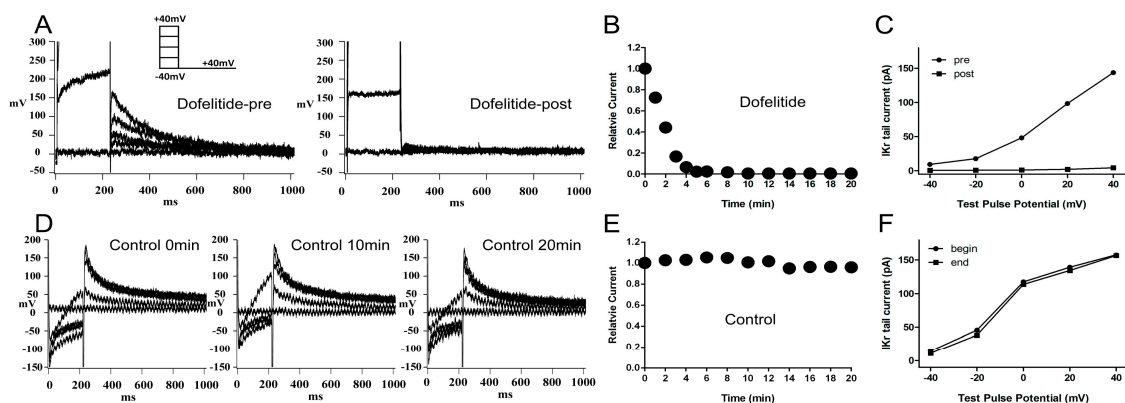 A
+40mV
-40mV
+40mV
300
250
200
150
mV
100
50
0
-50
0 200 400 600 800 1000
ms
Dofelitide-pre
300
250
200
150
mV
100
50
0
-50
0 200 400 600 800 1000
ms
Dofelitide-post
B
Relatvie Current
1.2
1.0
0.8
0.6
0.4
0.2
1.0
0 2 4 6 8 10 12 14 16 18 20
Time (min)
Dofelitide
C
IKr tail current (pA)
150
100
50
0
-40 -20 0 20 40
Test Pulse Potential (mV)
pre
post
D
Control 0min
200
150
100
50
mV
0
-50
-100
-150
0 200 400 600 800 1000
ms
Control 10min
200
150
100
50
mV
0
-50
-100
-150
0 200 400 600 800 1000
ms
Control 20min
200
150
100
50
mV
0
-50
-100
-150
0 200 400 600 800 1000
ms
E
Relatvie Current
1.2
1.0
0.8
0.6
0.4
0.2
1.0
0 2 4 6 8 10 12 14 16 18 20
Time (min)
Control
F
IKr tail current (pA)
150
100
50
0
-40 -20 0 20 40
Test Pulse Potential (mV)
begin
end